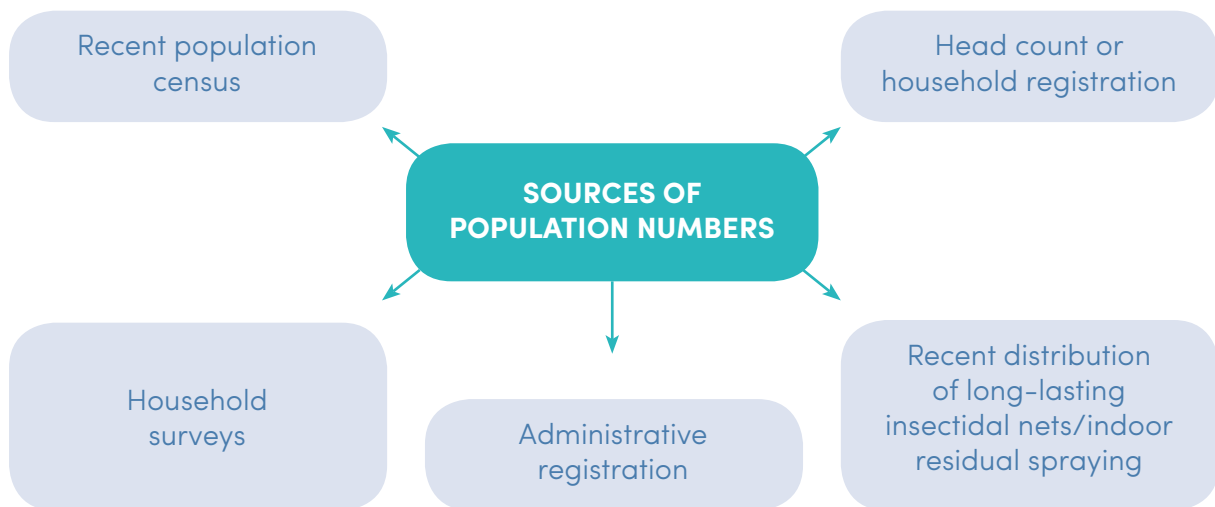 Recent population
census
Head count or
household registration
SOURCES OF
POPULATION NUMBERS
Household
surveys
Administrative
registration
Recent distribution
of long-lasting
insectidal nets/indoor
residual spraying